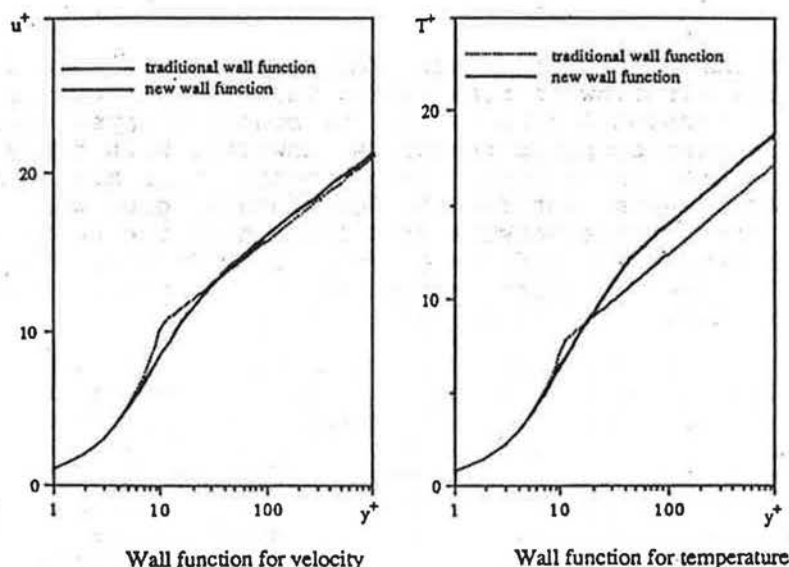 u+
traditional wall function
new wall function
20
10
0
1
10
100
y+
Wall function for velocity
T+
traditional wall function
new wall function
20
10
0
1
10
100
y+
Wall function for temperature